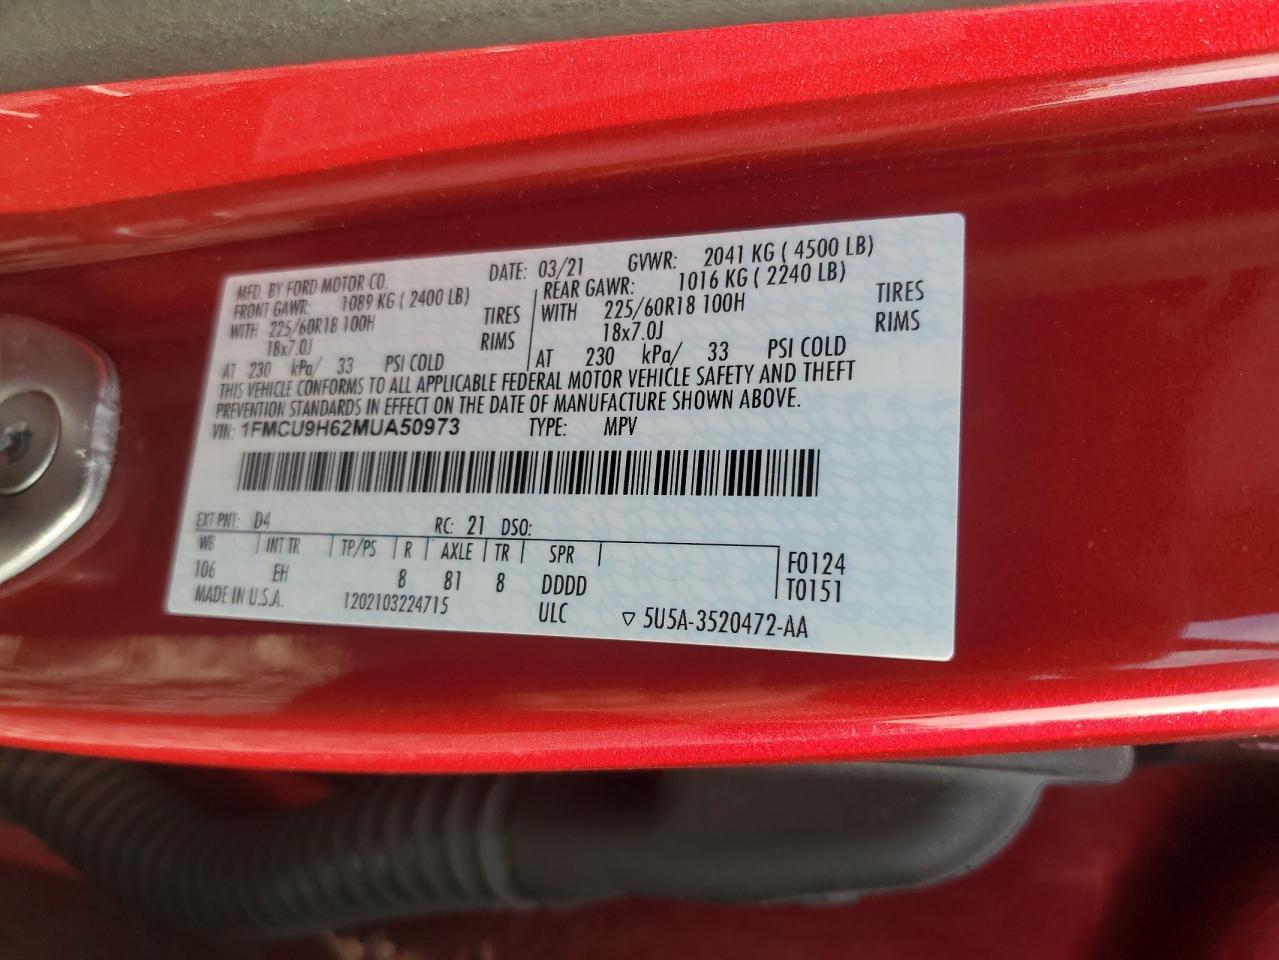 MFD. BY FORD MOTOR CO. DATE: 03/21 GVWR: 2041 KG ( 4500 LB)
FRONT GAWR: 1089 KG ( 2400 LB) REAR GAWR: 1016 KG ( 2240 LB)
WITH 225/60R18 100H TIRES WITH 225/60R18 100H TIRES
18x7.0J RIMS 18x7.0J RIMS
AT 230 kPa/ 33 PSI COLD AT 230 kPa/ 33 PSI COLD
THIS VEHICLE CONFORMS TO ALL APPLICABLE FEDERAL MOTOR VEHICLE SAFETY AND THEFT
PREVENTION STANDARDS IN EFFECT ON THE DATE OF MANUFACTURE SHOWN ABOVE.
VIN: 1FMCU9H62MUA50973 TYPE: MPV
EXT PNT: D4 RC: 21 DSO:
WB INT TR TP/PS R AXLE TR SPR F0124
106 EH 8 81 8 DDDD T0151
MADE IN U.S.A. 1202103224715 ULC ▽ 5U5A-3520472-AA